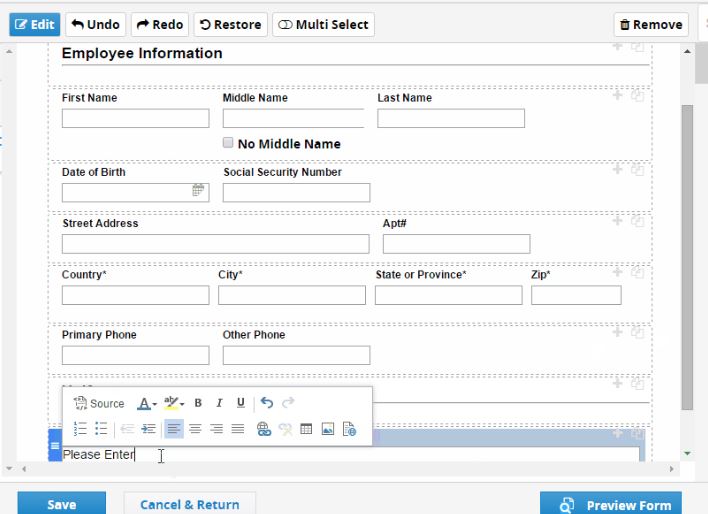 Edit Undo Redo Restore Multi Select Remove
Employee Information
First Name Middle Name Last Name
No Middle Name
Date of Birth Social Security Number
Street Address Apt#
Country* City* State or Province* Zip*
Primary Phone Other Phone
Source A ab B I U
Please Enter
Save Cancel & Return Preview Form